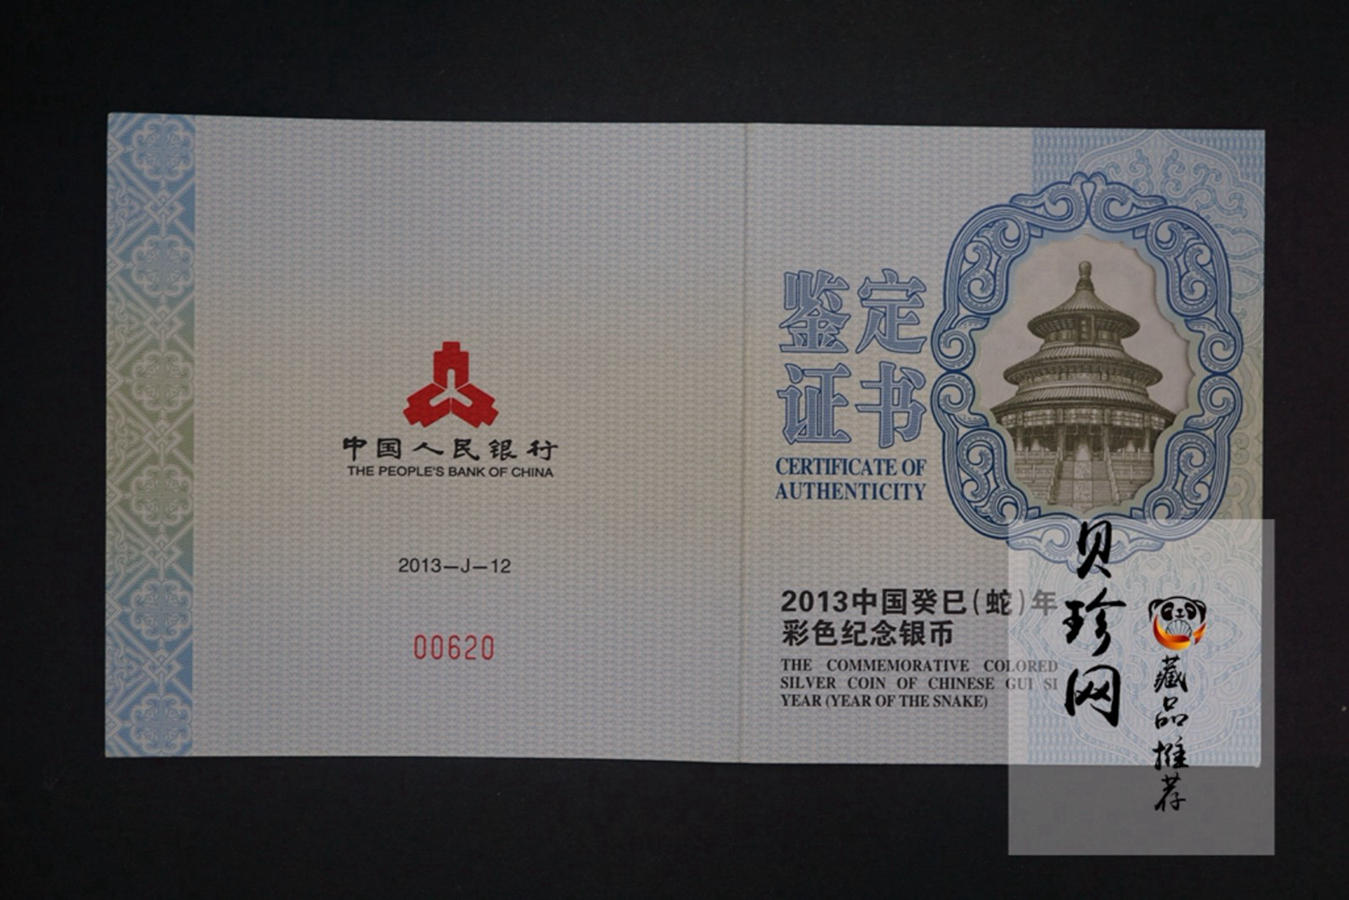 中国人民银行
THE PEOPLE'S BANK OF CHINA
2013—J—12
00620
鉴定
证书
CERTIFICATE OF
AUTHENTICITY
2013中国癸巳(蛇)年
彩色纪念银币
THE COMMEMORATIVE COLORED
SILVER COIN OF CHINESE GUI SI
YEAR (YEAR OF THE SNAKE)
贝珍网
藏品推荐